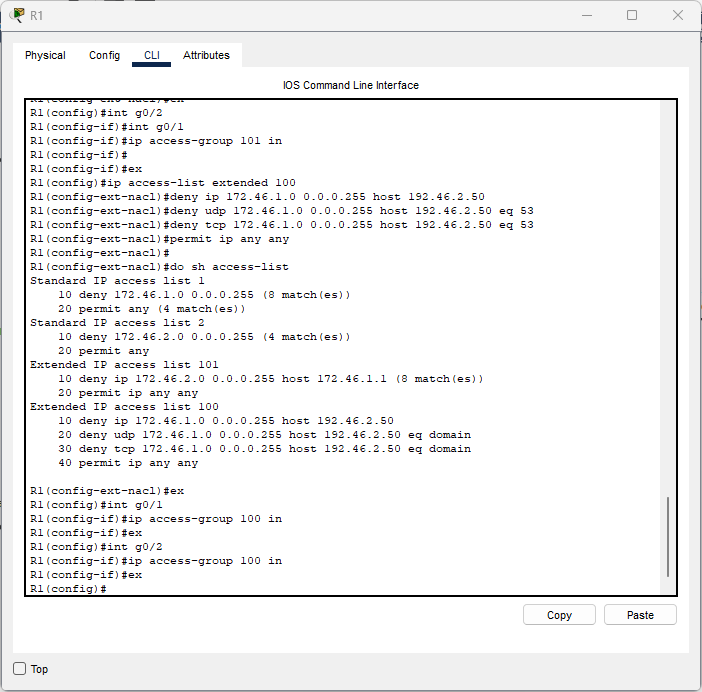 R1
Physical Config CLI Attributes
IOS Command Line Interface
R1(config-ext-nacl)#ex
R1(config)#int g0/2
R1(config-if)#int g0/1
R1(config-if)#ip access-group 101 in
R1(config-if)#
R1(config-if)#ex
R1(config)#ip access-list extended 100
R1(config-ext-nacl)#deny ip 172.46.1.0 0.0.0.255 host 192.46.2.50
R1(config-ext-nacl)#deny udp 172.46.1.0 0.0.0.255 host 192.46.2.50 eq 53
R1(config-ext-nacl)#deny tcp 172.46.1.0 0.0.0.255 host 192.46.2.50 eq 53
R1(config-ext-nacl)#permit ip any any
R1(config-ext-nacl)#
R1(config-ext-nacl)#do sh access-list
Standard IP access list 1
    10 deny 172.46.1.0 0.0.0.255 (8 match(es))
    20 permit any (4 match(es))
Standard IP access list 2
    10 deny 172.46.2.0 0.0.0.255 (4 match(es))
    20 permit any
Extended IP access list 101
    10 deny ip 172.46.2.0 0.0.0.255 host 172.46.1.1 (8 match(es))
    20 permit ip any any
Extended IP access list 100
    10 deny ip 172.46.1.0 0.0.0.255 host 192.46.2.50
    20 deny udp 172.46.1.0 0.0.0.255 host 192.46.2.50 eq domain
    30 deny tcp 172.46.1.0 0.0.0.255 host 192.46.2.50 eq domain
    40 permit ip any any
R1(config-ext-nacl)#ex
R1(config)#int g0/1
R1(config-if)#ip access-group 100 in
R1(config-if)#ex
R1(config)#int g0/2
R1(config-if)#ip access-group 100 in
R1(config-if)#ex
R1(config)#
Copy Paste
Top